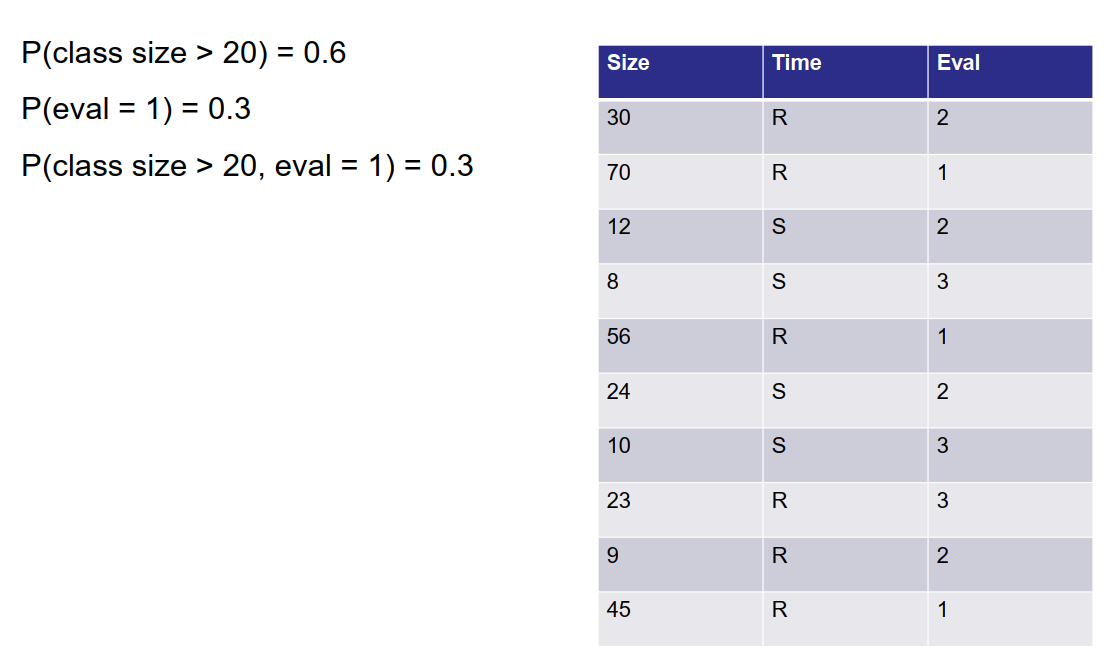 P(class size > 20) = 0.6
P(eval = 1) = 0.3
P(class size > 20, eval = 1) = 0.3
Size Time Eval
30 R 2
70 R 1
12 S 2
8 S 3
56 R 1
24 S 2
10 S 3
23 R 3
9 R 2
45 R 1